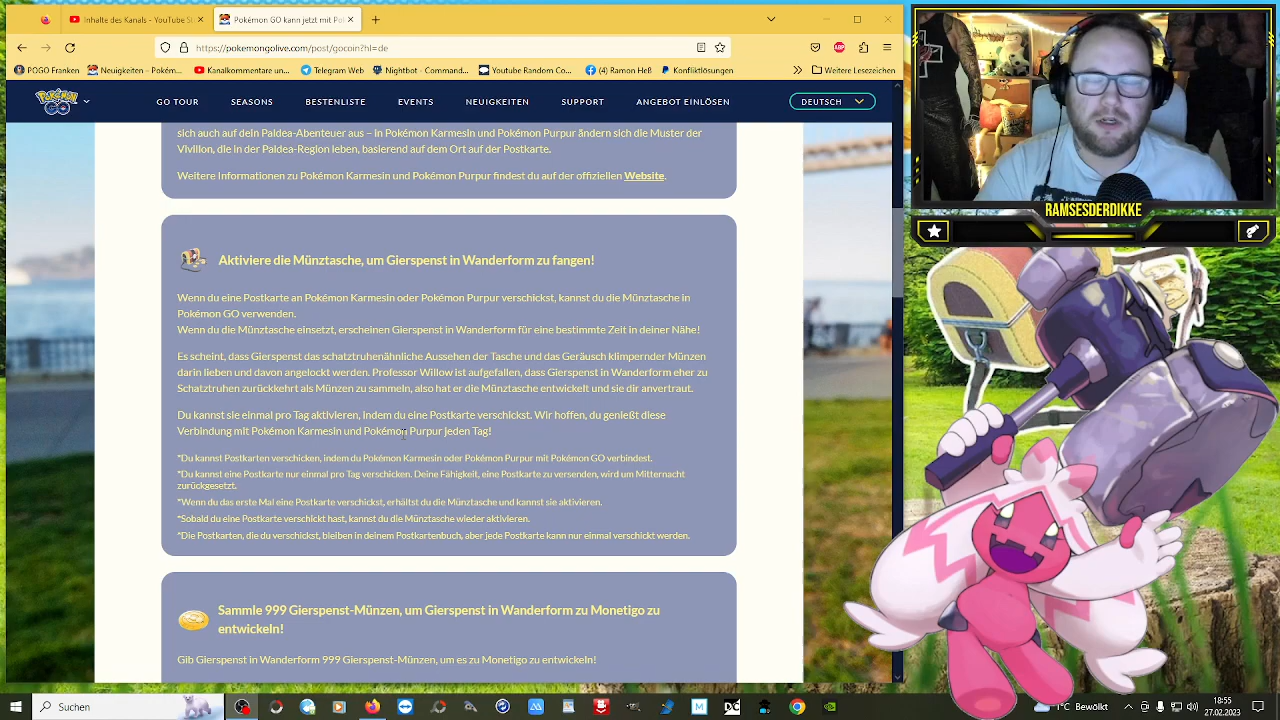 Inhalte des Kanals - YouTube St
Pokémon GO kann jetzt mit Pol
https://pokemongolive.com/post/gocono?l=de
POGO Franken
Neuigkeiten – Pokém...
Kommentare und mehr...
Telegram Web
Nightbot - Comman...
Youtube Random Co...
(4) Raid Hessen
Konfliktlösungen
Weitere Lesezeichen
GO TOUR
SEASONS
BESTENLISTE
EVENTS
NEUIGKEITEN
SUPPORT
ANGEBOT EINLÖSEN
DEUTSCH
sich auch auf dein Paldea-Abenteuer aus – in Pokémon Karmesin und Pokémon Purpur ändern sich die Muster der
Vivillon, die in der Paldea-Region leben, basierend auf dem Ort auf der Postkarte.
Weitere Informationen zu Pokémon Karmesin und Pokémon Purpur findest du auf der offiziellen Website.
Aktiviere die Münztasche, um Gierspenst in Wanderform zu fangen!
Wenn du eine Postkarte an Pokémon Karmesin oder Pokémon Purpur verschickst, kannst du die Münztasche in
Pokémon GO verwenden.
Wenn du die Münztasche einsetzt, erscheinen Gierspenst in Wanderform für eine bestimmte Zeit in deiner Nähe!
Es scheint, dass Gierspenst das schatztruhenähnliche Aussehen der Tasche und das Geräusch klimpernder Münzen
darin lieben und davon angelockt werden. Professor Willow ist aufgefallen, dass Gierspenst in Wanderform eher zu
Schatztruhen zurückkehrt als Münzen zu sammeln, also hat er die Münztasche entwickelt und sie dir anvertraut.
Du kannst sie einmal pro Tag aktivieren, indem du eine Postkarte verschickst. Wir hoffen, du genießt diese
Verbindung mit Pokémon Karmesin und Pokémon Purpur jeden Tag!
*Du kannst Postkarten verschicken, indem du Pokémon Karmesin oder Pokémon Purpur mit Pokémon GO verbindest.
*Du kannst eine Postkarte nur einmal pro Tag verschicken. Deine Fähigkeit, eine Postkarte zu versenden, wird um Mitternacht
zurückgesetzt.
*Wenn du das erste Mal eine Postkarte verschickst, erhältst du die Münztasche und kannst sie aktivieren.
*Sobald du eine Postkarte verschickt hast, kannst du die Münztasche wieder aktivieren.
*Die Postkarten, die du verschickst, bleiben in deinem Postkartenbuch, aber jede Postkarte kann nur einmal verschickt werden.
Sammle 999 Gierspenst-Münzen, um Gierspenst in Wanderform zu Monetigo zu
entwickeln!
Gib Gierspenst in Wanderform 999 Gierspenst-Münzen, um es zu Monetigo zu entwickeln!
RAMSESDERDIKKE
Suchen
18:55
27.02.2023